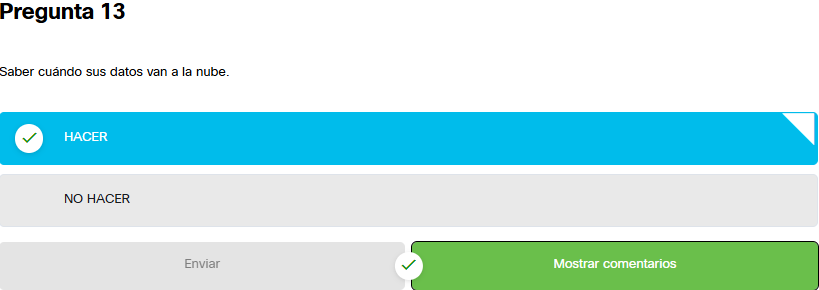 Pregunta 13
Saber cuándo sus datos van a la nube.
HACER
NO HACER
Enviar
Mostrar comentarios